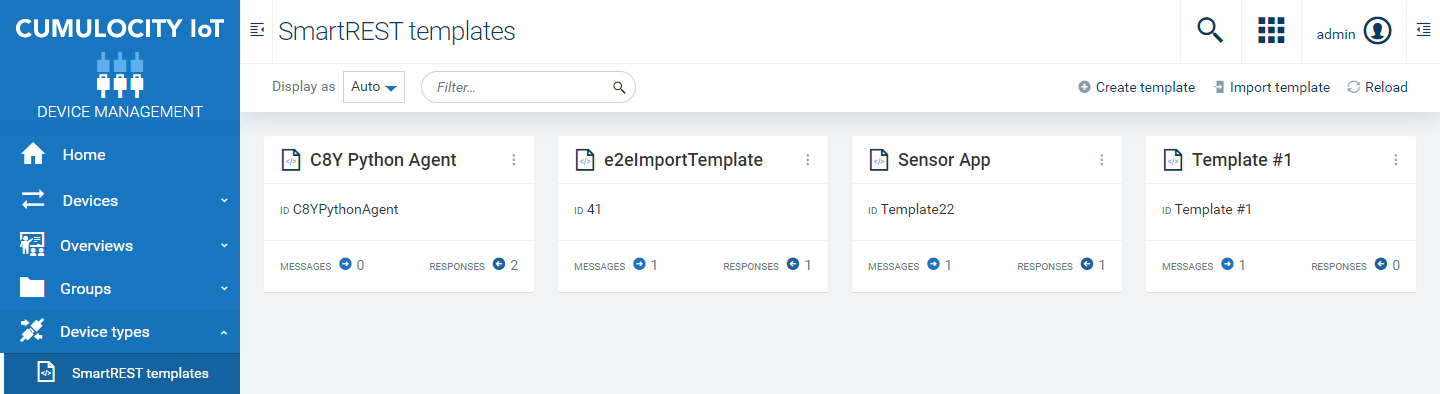 CUMULOCITY IoT
DEVICE MANAGEMENT
Home
Devices
Overviews
Groups
Device types
SmartREST templates
SmartREST templates
admin
Display as Auto Filter... Create template Import template Reload
C8Y Python Agent
ID C8YPythonAgent
MESSAGES 0 RESPONSES 2
e2eImportTemplate
ID 41
MESSAGES 1 RESPONSES 1
Sensor App
ID Template22
MESSAGES 1 RESPONSES 1
Template #1
ID Template #1
MESSAGES 1 RESPONSES 0